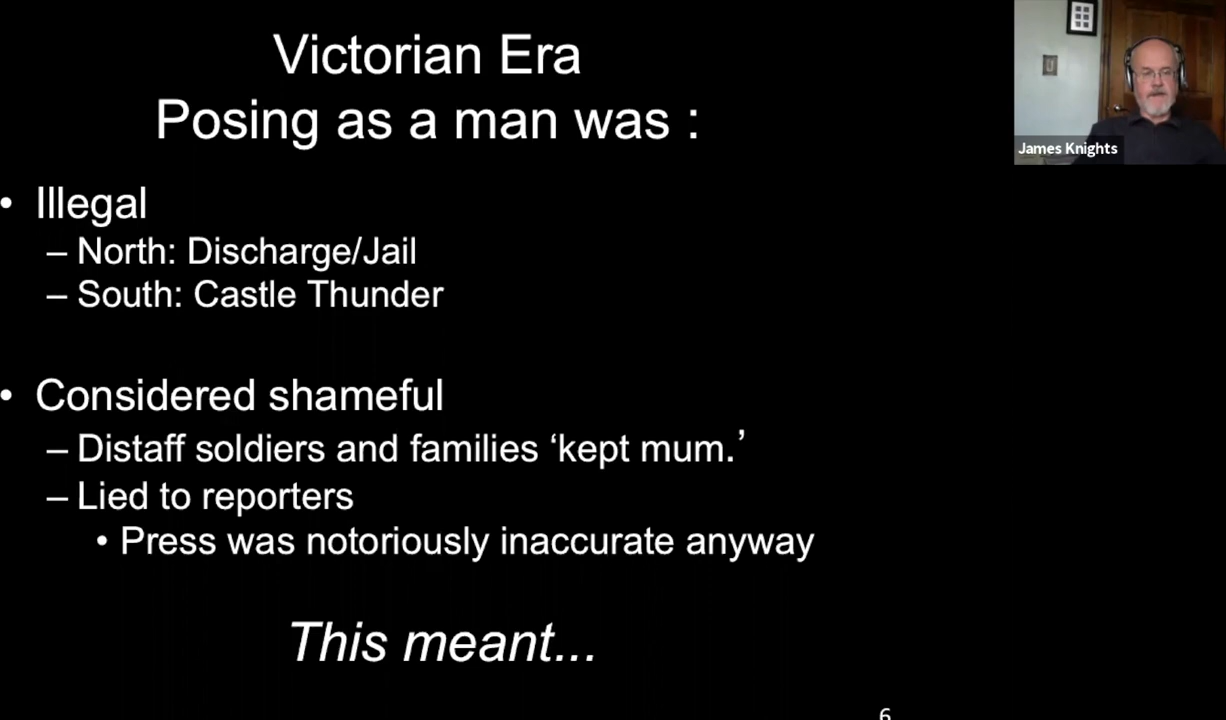 Victorian Era
Posing as a man was :
• Illegal
– North: Discharge/Jail
– South: Castle Thunder
• Considered shameful
– Distaff soldiers and families ‘kept mum.’
– Lied to reporters
• Press was notoriously inaccurate anyway
This meant...
6
James Knights